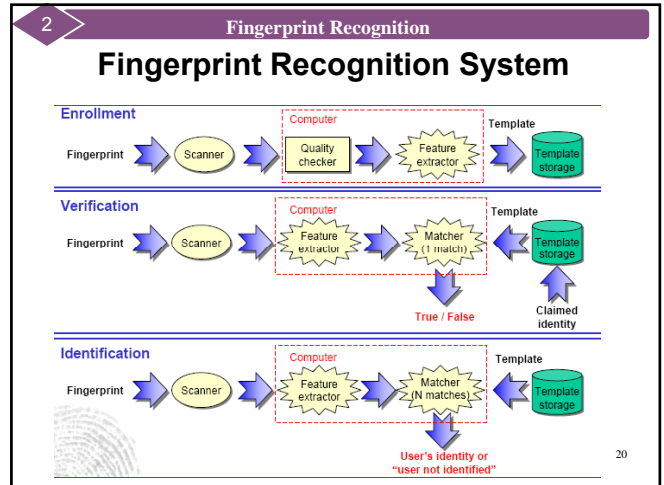 2
Fingerprint Recognition
Fingerprint Recognition System
Enrollment
Computer
Template
Fingerprint
Scanner
Quality
checker
Feature
extractor
Template
storage
Verification
Computer
Template
Fingerprint
Scanner
Feature
extractor
Matcher
(1 match)
Template
storage
True / False
Claimed
identity
Identification
Computer
Template
Fingerprint
Scanner
Feature
extractor
Matcher
(N matches)
Template
storage
User's identity or
"user not identified"
20